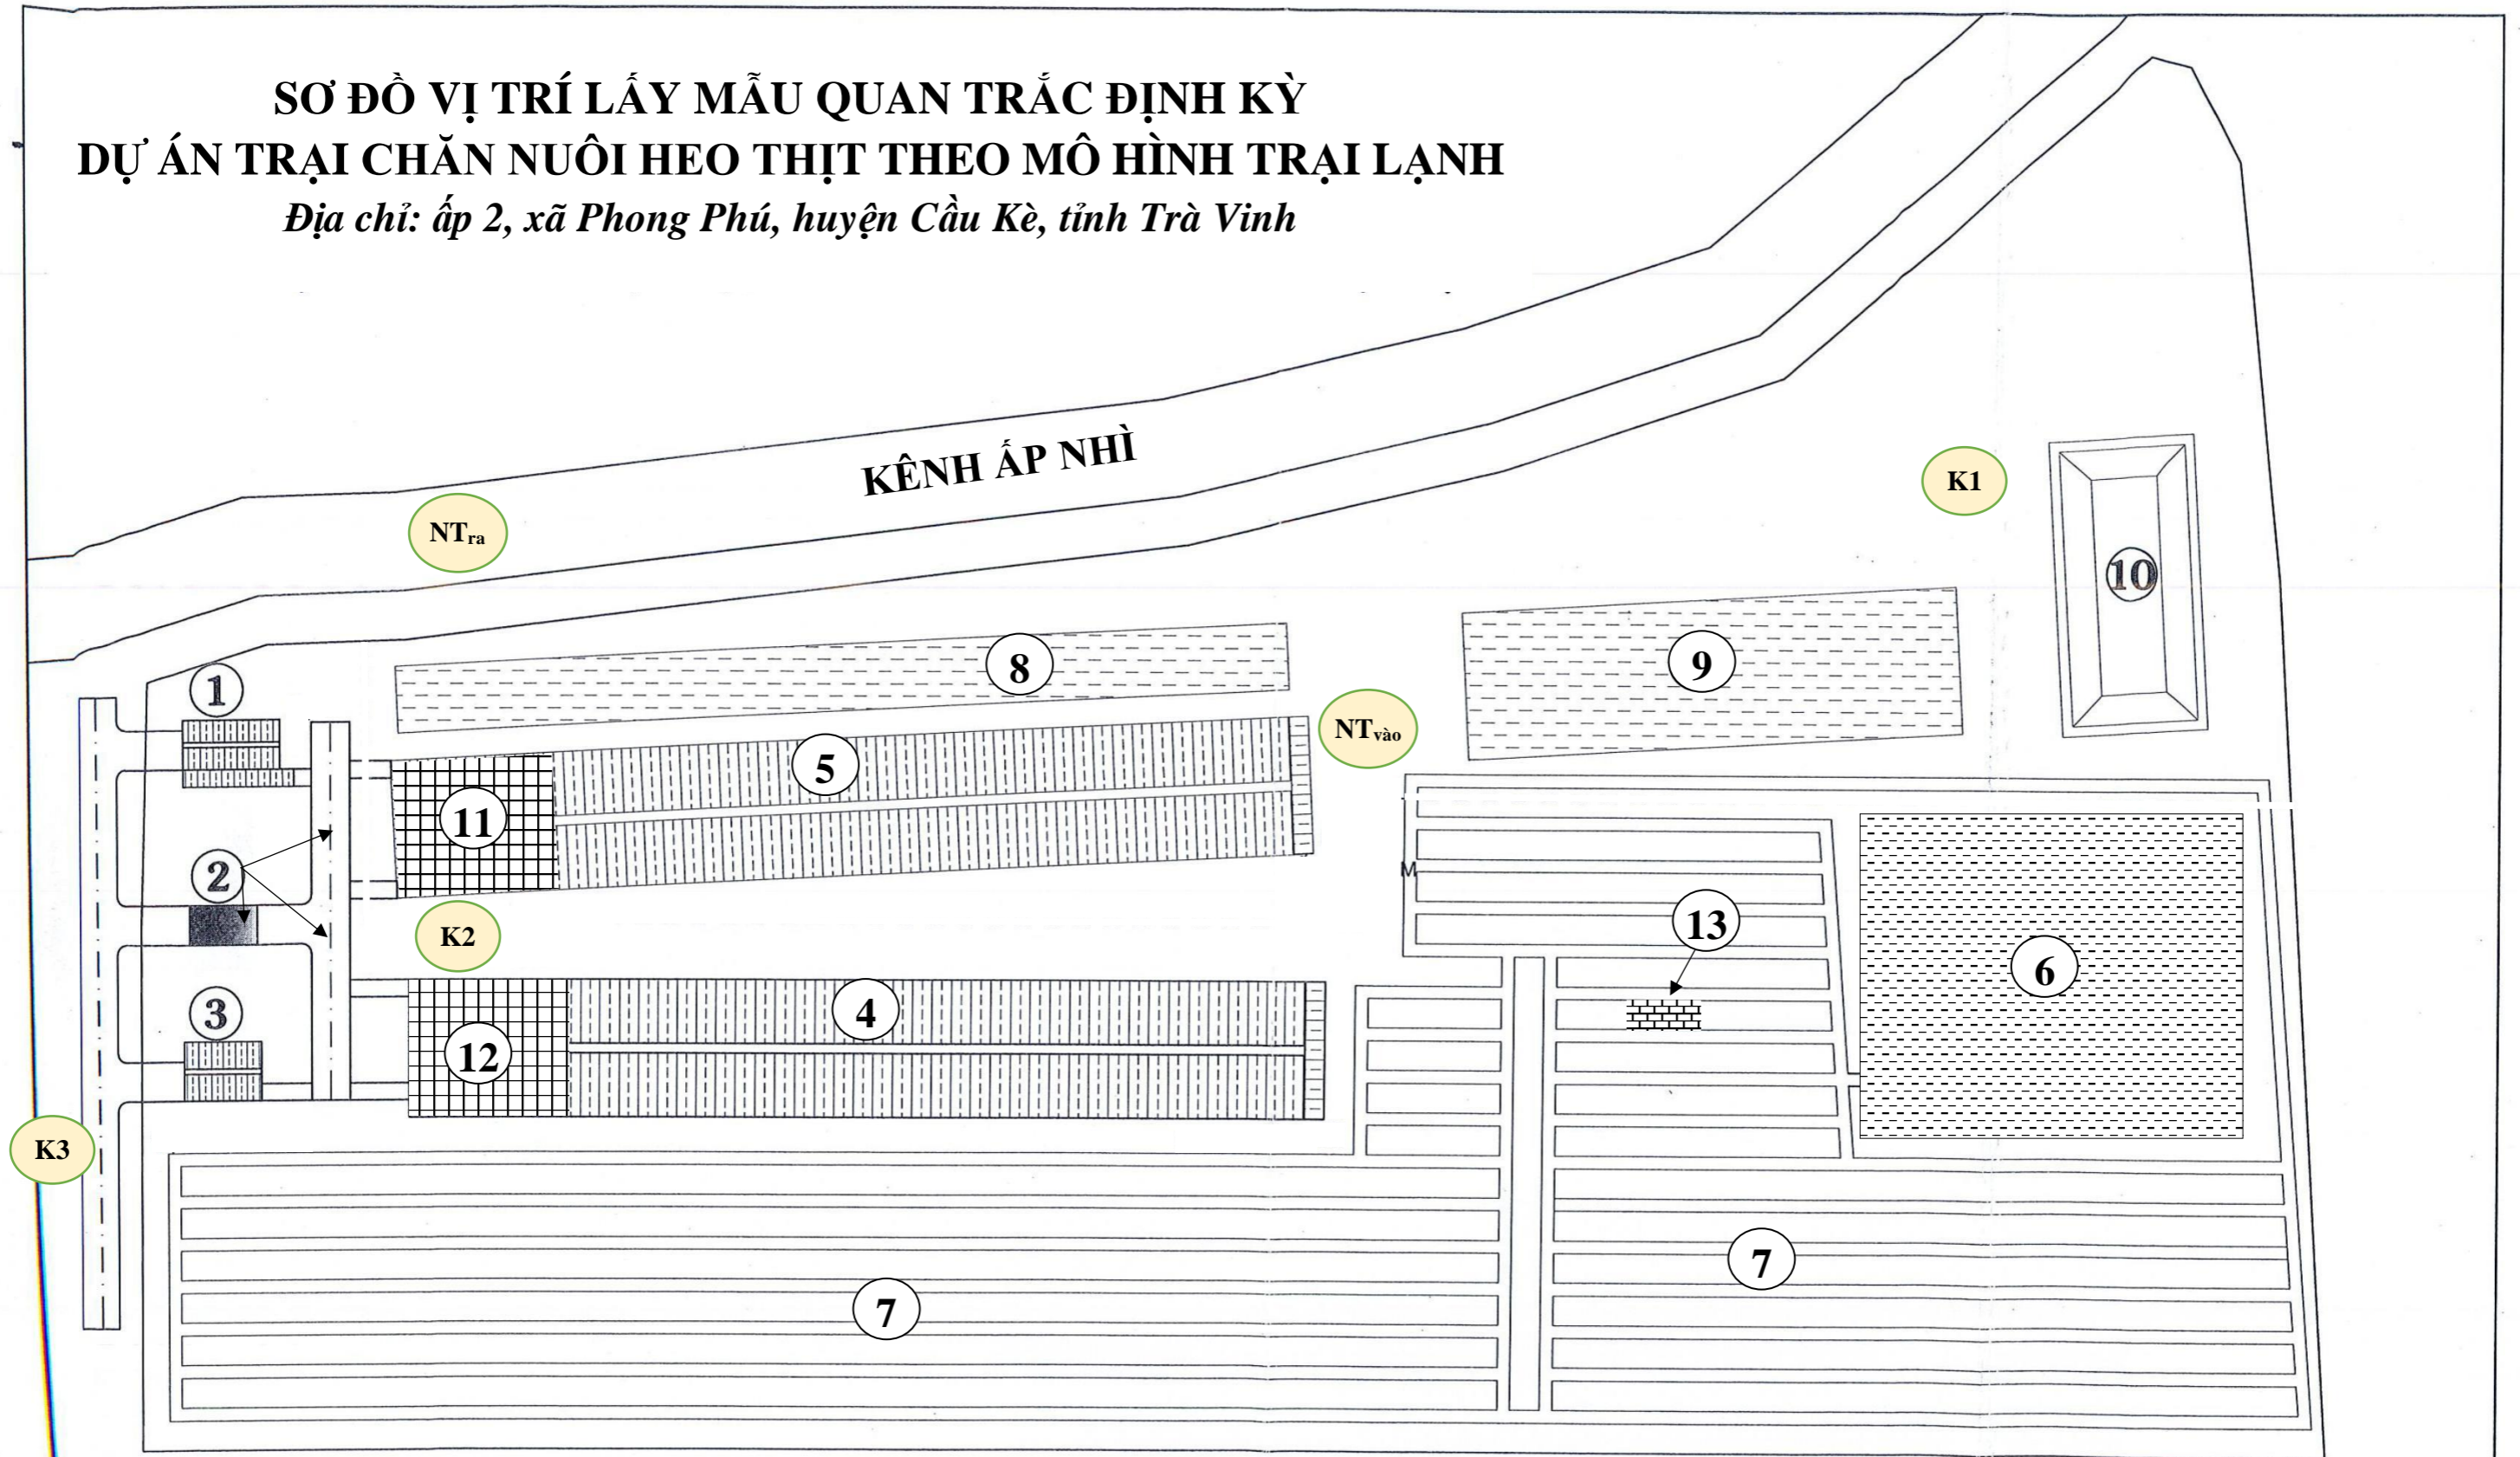 SƠ ĐỒ VỊ TRÍ LẤY MẪU QUAN TRẮC ĐỊNH KỲ
DỰ ÁN TRẠI CHĂN NUÔI HEO THỊT THEO MÔ HÌNH TRẠI LẠNH
Địa chỉ: ấp 2, xã Phong Phú, huyện Cầu Kè, tỉnh Trà Vinh
KÊNH ẤP NHÌ
K1
NTra
10
8
9
1
NTvào
5
11
2
M
13
K2
6
3
4
12
K3
7
7